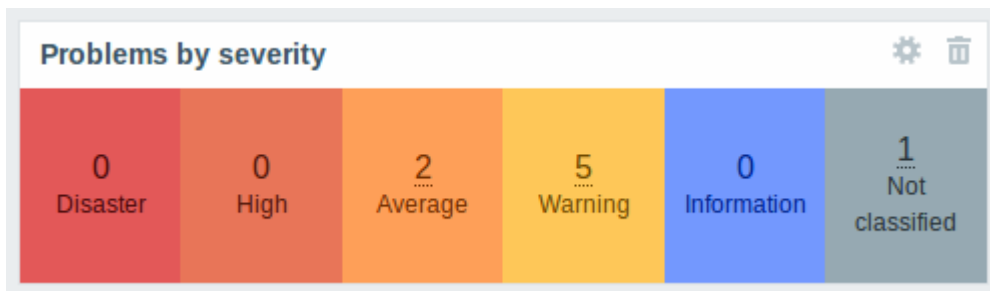 Problems by severity
0
Disaster
0
High
2
Average
5
Warning
0
Information
1
Not
classified